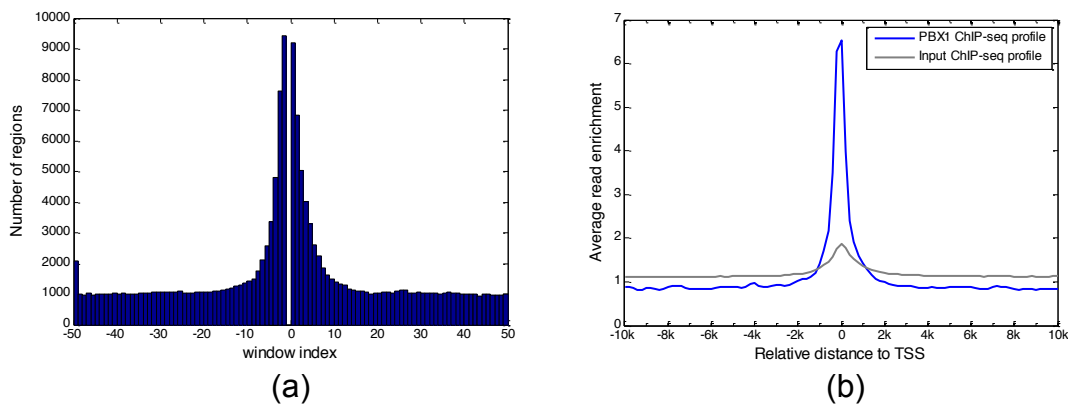 10000
9000
8000
7000
6000
5000
4000
3000
2000
1000
0
-50 -40 -30 -20 -10 0 10 20 30 40 50
Number of regions
window index
(a)
7
6
5
4
3
2
1
0
-10k -8k -6k -4k -2k 0 2k 4k 6k 8k 10k
Average read enrichment
Relative distance to TSS
PBX1 ChIP-seq profile
Input ChIP-seq profile
(b)